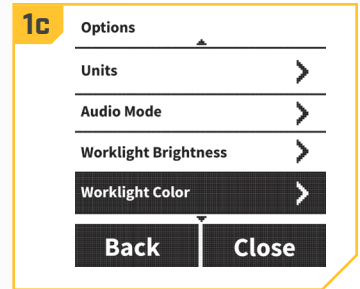 1c
Options
Units
Audio Mode
Worklight Brightness
Worklight Color
Back Close